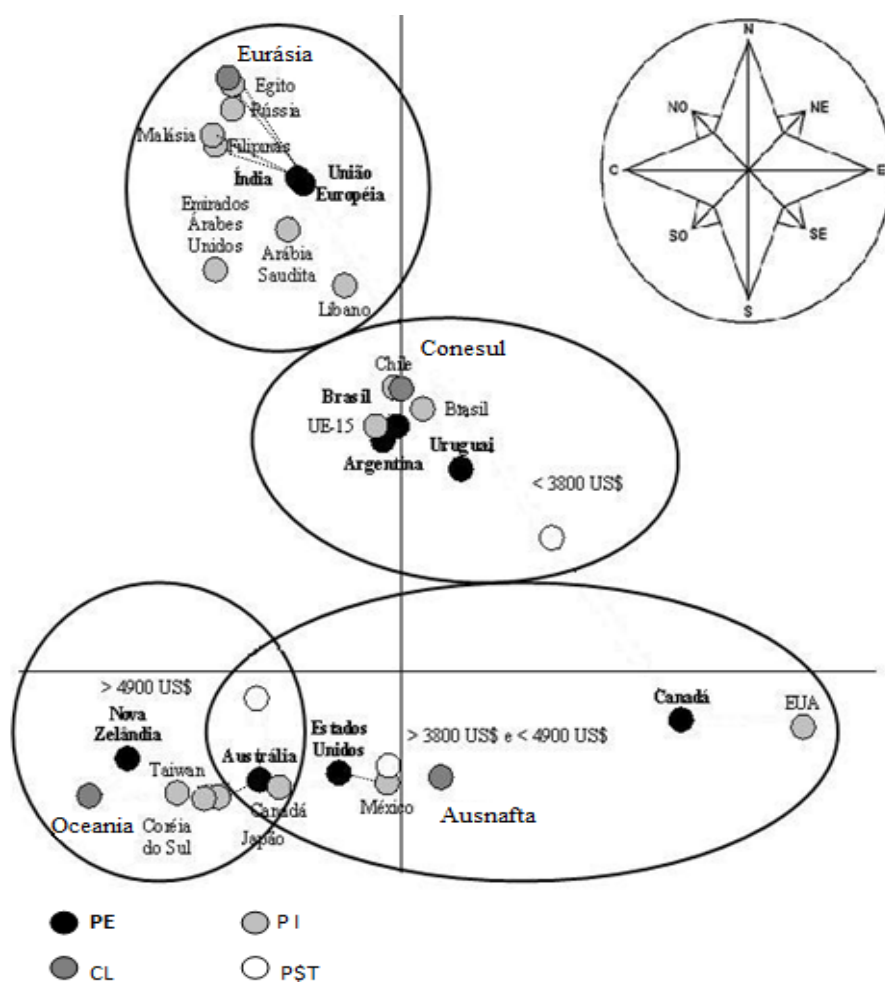 Eurásia
Egito
Rússia
Malásia
Filipinas
Índia
União
Européia
Emirados
Árabes
Unidos
Arábia
Saudita
Líbano
N
NO
NE
C
E
SO
SE
S
Conesul
Chile
Brasil
Brasil
UE-15
Uruguai
Argentina
< 3800 US$
> 4900 US$
Nova
Zelândia
Estados
Unidos
Canadá
EUA
> 3800 US$ e < 4900 US$
Austrália
Taiwan
Canadá
México
Oceania
Coréia
do Sul
Japão
Ausnafta
PE
P I
CL
P$T